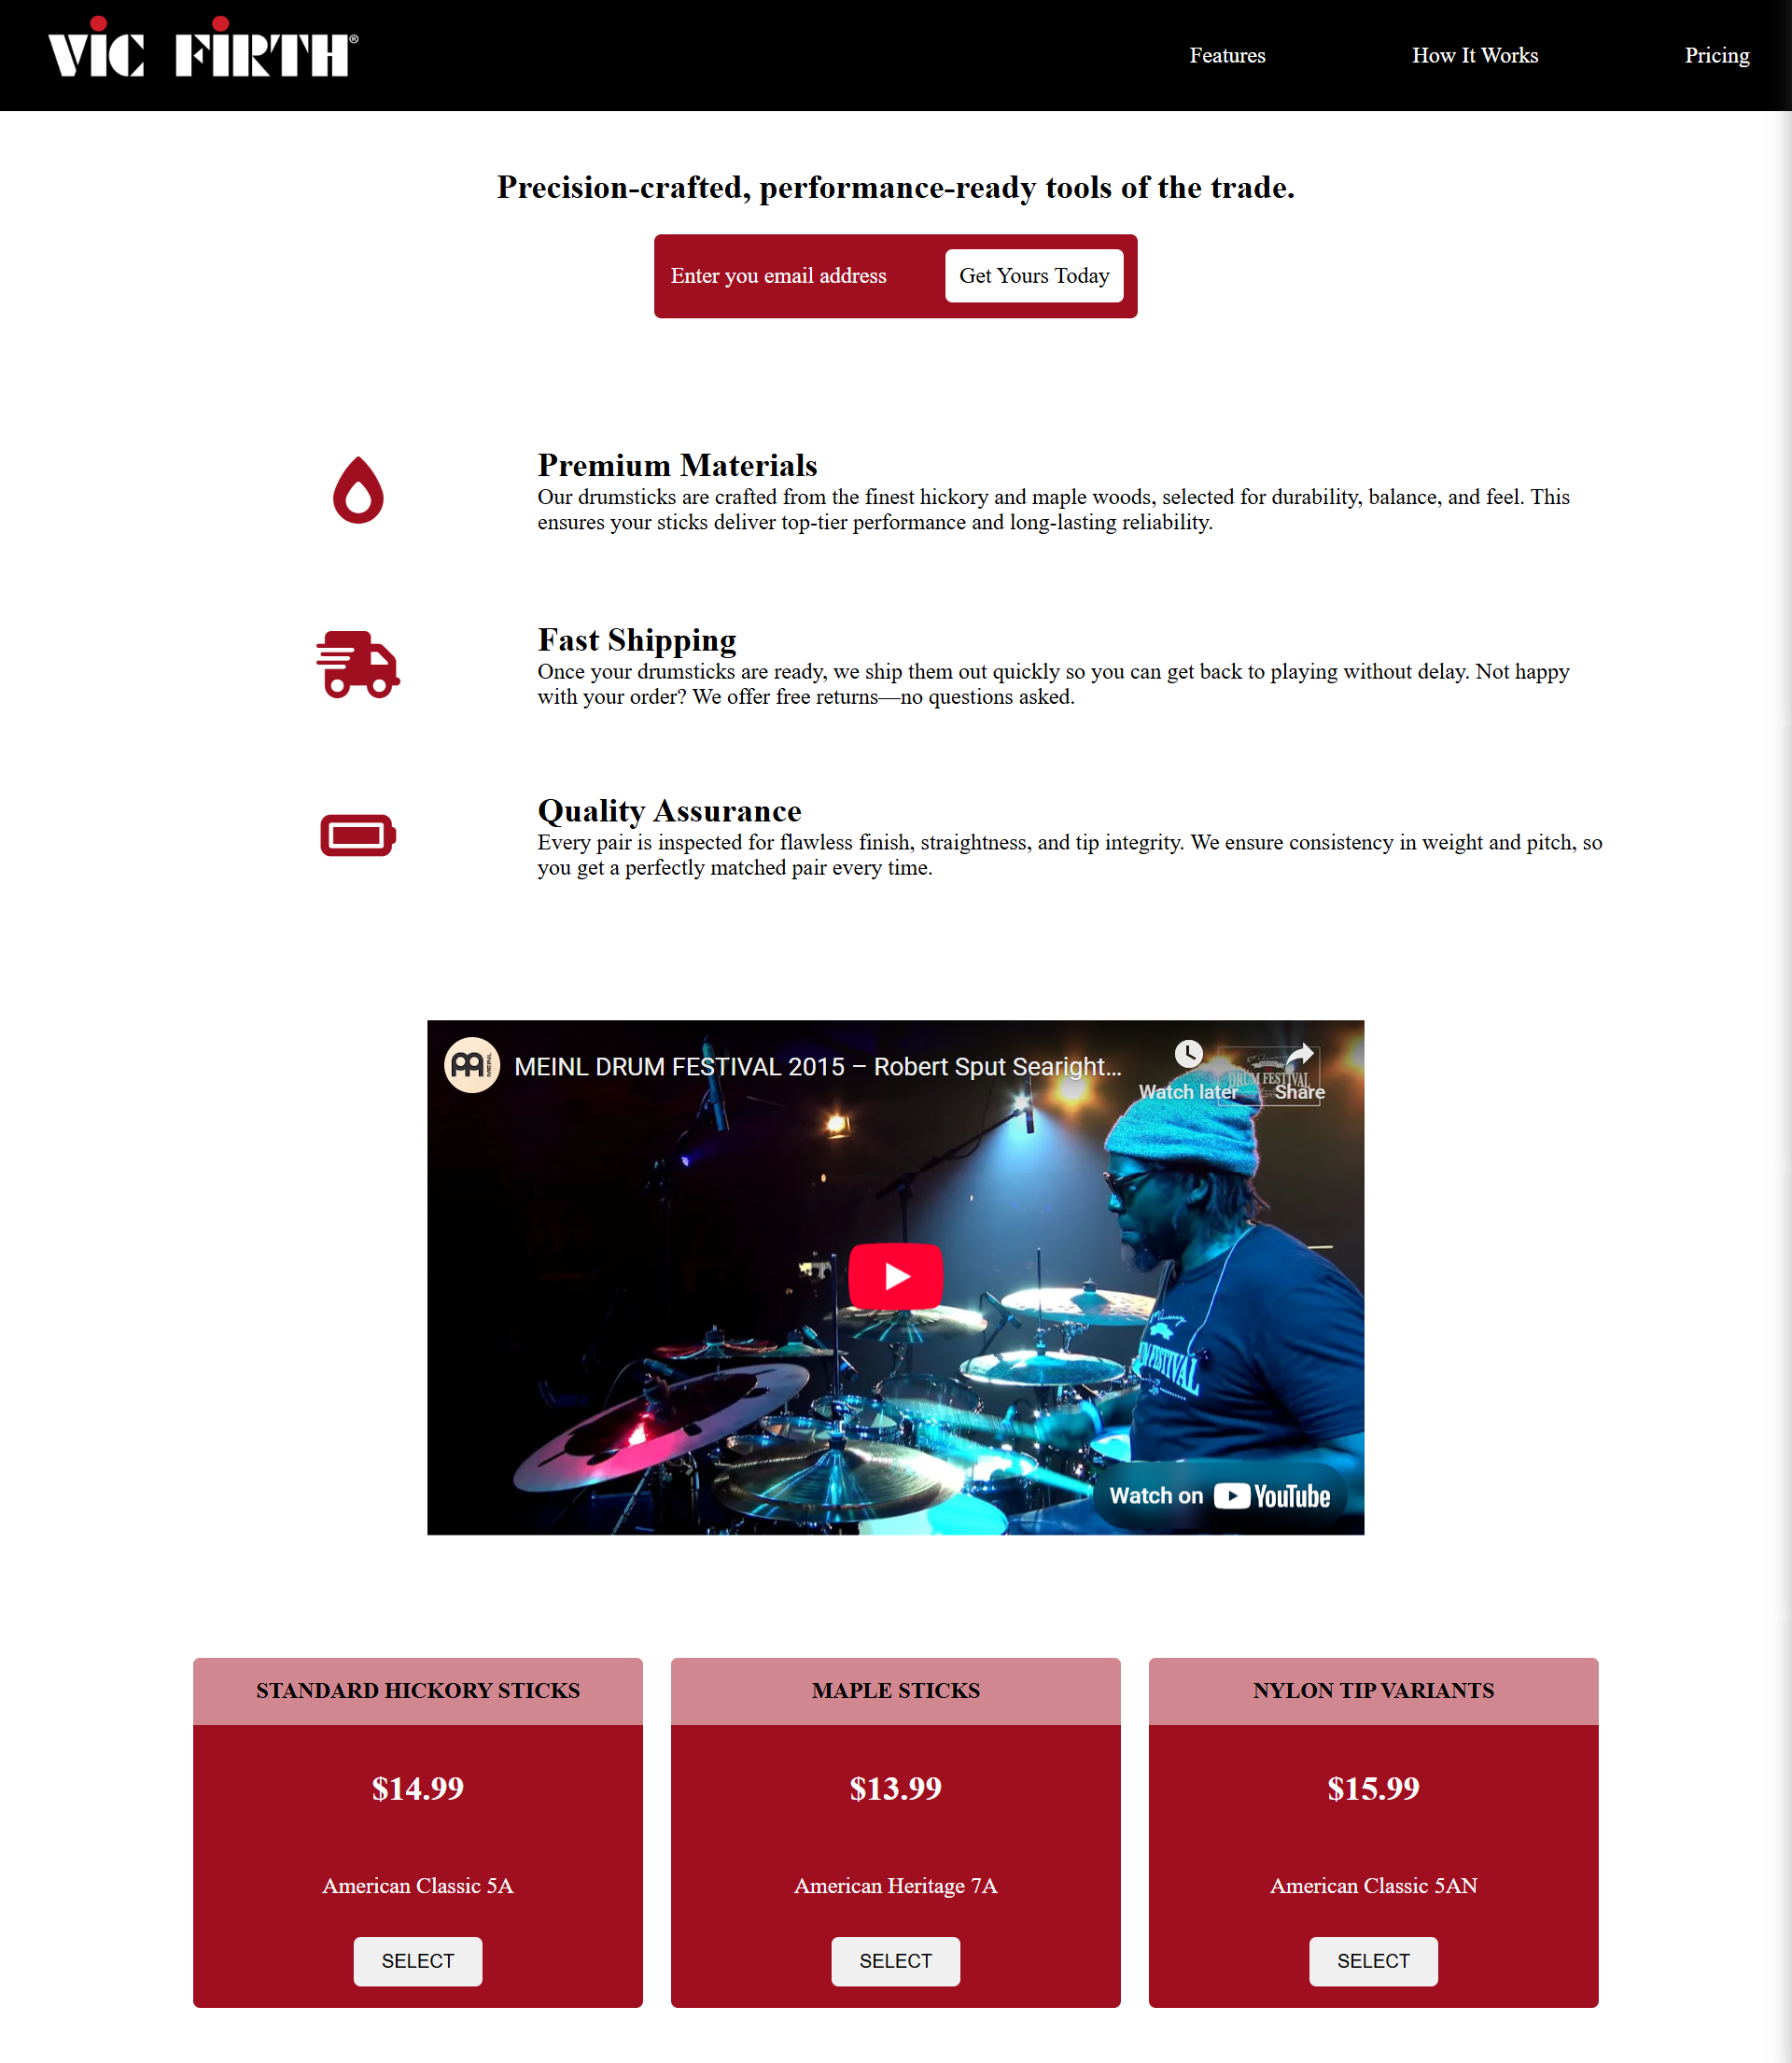 VIC FIRTH®
Features
How It Works
Pricing
Precision-crafted, performance-ready tools of the trade.
Enter you email address
Get Yours Today
Premium Materials
Our drumsticks are crafted from the finest hickory and maple woods, selected for durability, balance, and feel. This
ensures your sticks deliver top-tier performance and long-lasting reliability.
Fast Shipping
Once your drumsticks are ready, we ship them out quickly so you can get back to playing without delay. Not happy
with your order? We offer free returns—no questions asked.
Quality Assurance
Every pair is inspected for flawless finish, straightness, and tip integrity. We ensure consistency in weight and pitch, so
you get a perfectly matched pair every time.
MEINL
MEINL DRUM FESTIVAL 2015 – Robert Sput Searight...
Watch later
Share
DRUM FESTIVAL
FESTIVAL
Watch on YouTube
STANDARD HICKORY STICKS
$14.99
American Classic 5A
SELECT
MAPLE STICKS
$13.99
American Heritage 7A
SELECT
NYLON TIP VARIANTS
$15.99
American Classic 5AN
SELECT